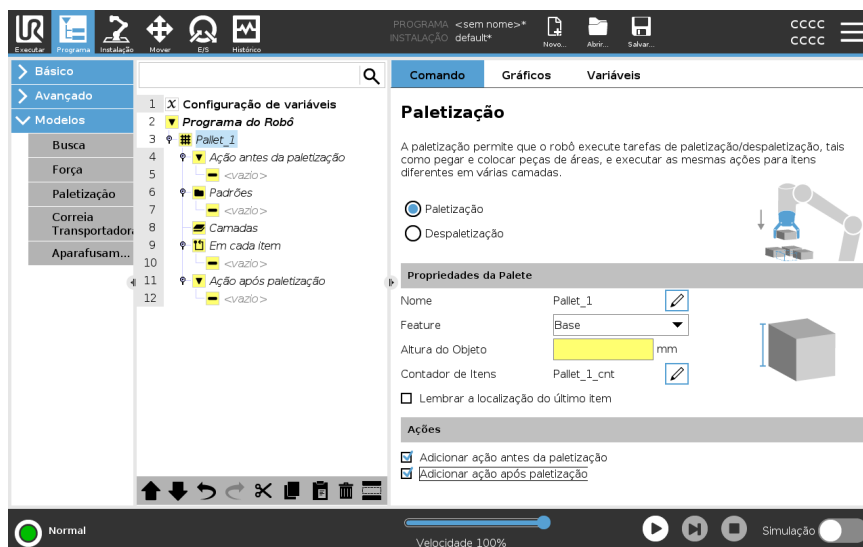 PROGRAMA <sem nome>*
INSTALAÇÃO default*
CCCC
CCCC
Executar
Programa
Instalação
Mover
E/S
Histórico
Novo...
Abrir...
Salvar...
Básico
Avançado
Modelos
Busca
Força
Paletização
Correia
Transportadora
Aparafusam...
1 X Configuração de variáveis
2 Programa do Robô
3 Pallet_1
4 Ação antes da paletização
5 <vazio>
6 Padrões
7 <vazio>
8 Camadas
9 Em cada item
10 <vazio>
11 Ação após paletização
12 <vazio>
Comando Gráficos Variáveis
Paletização
A paletização permite que o robô execute tarefas de paletização/despaletização, tais
como pegar e colocar peças de áreas, e executar as mesmas ações para itens
diferentes em várias camadas.
Paletização
Despaletização
Propriedades da Palete
Nome Pallet_1
Feature Base
Altura do Objeto mm
Contador de Itens Pallet_1_cnt
Lembrar a localização do último item
Ações
Adicionar ação antes da paletização
Adicionar ação após paletização
Normal
Velocidade 100%
Simulação